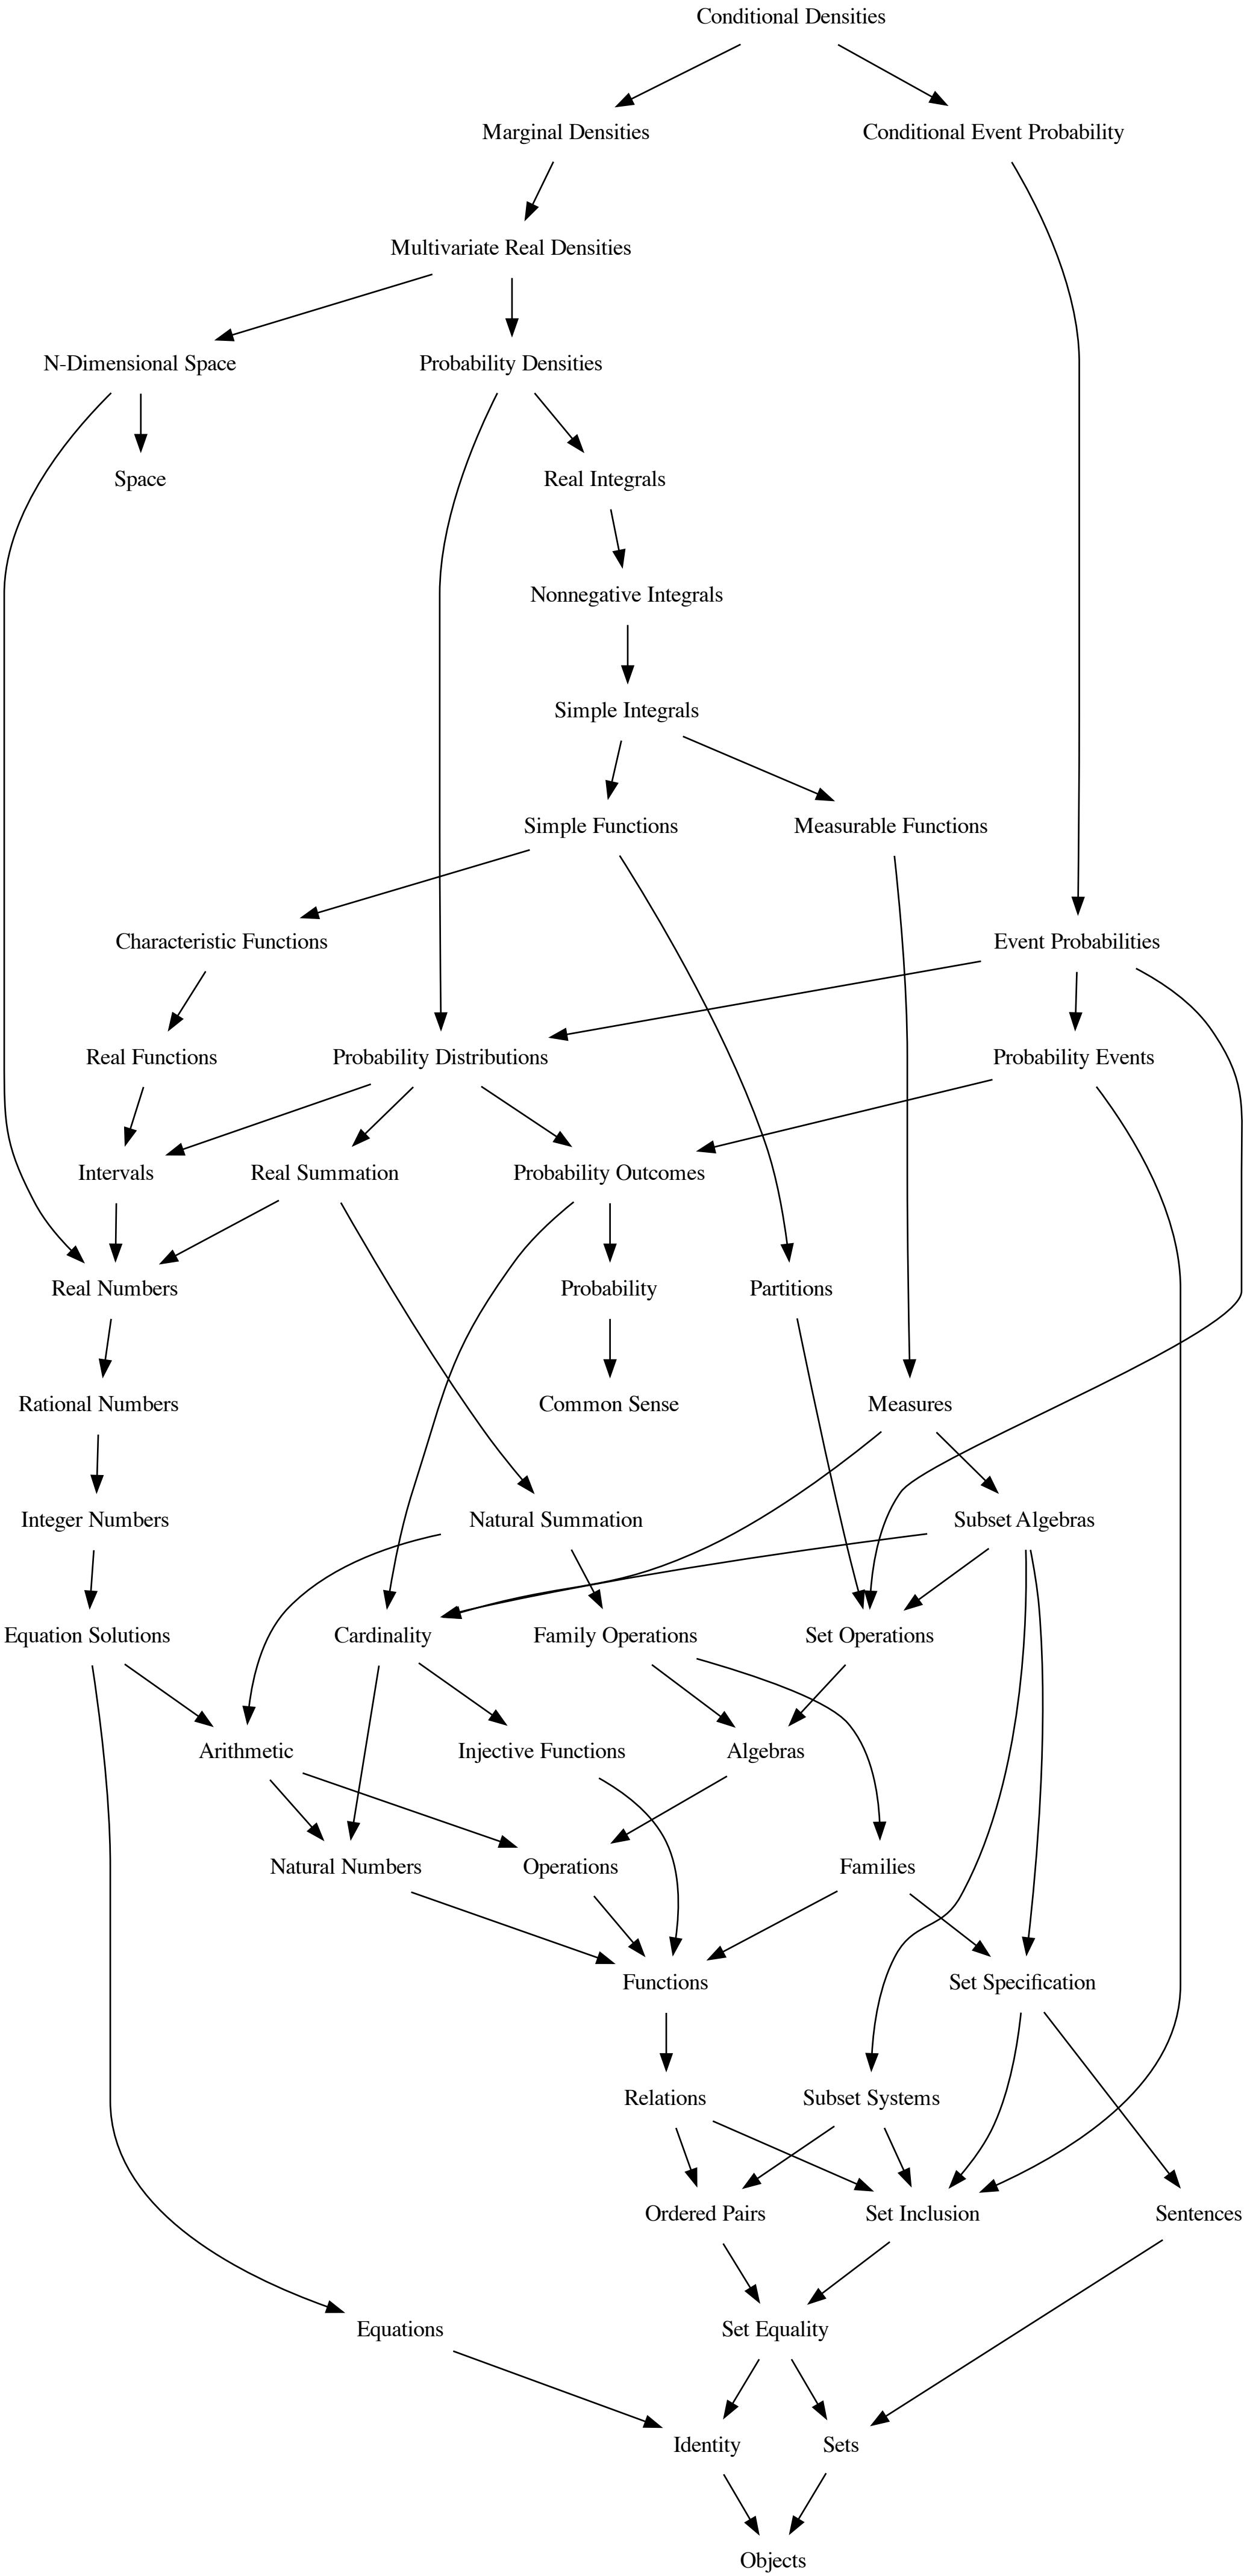 Conditional Densities
Marginal Densities
Conditional Event Probability
Multivariate Real Densities
N-Dimensional Space
Probability Densities
Space
Real Integrals
Nonnegative Integrals
Simple Integrals
Simple Functions
Measurable Functions
Characteristic Functions
Event Probabilities
Real Functions
Probability Distributions
Probability Events
Intervals
Real Summation
Probability Outcomes
Real Numbers
Probability
Partitions
Rational Numbers
Common Sense
Measures
Integer Numbers
Natural Summation
Subset Algebras
Equation Solutions
Cardinality
Family Operations
Set Operations
Arithmetic
Injective Functions
Algebras
Natural Numbers
Operations
Families
Functions
Set Specification
Relations
Subset Systems
Ordered Pairs
Set Inclusion
Sentences
Equations
Set Equality
Identity
Sets
Objects